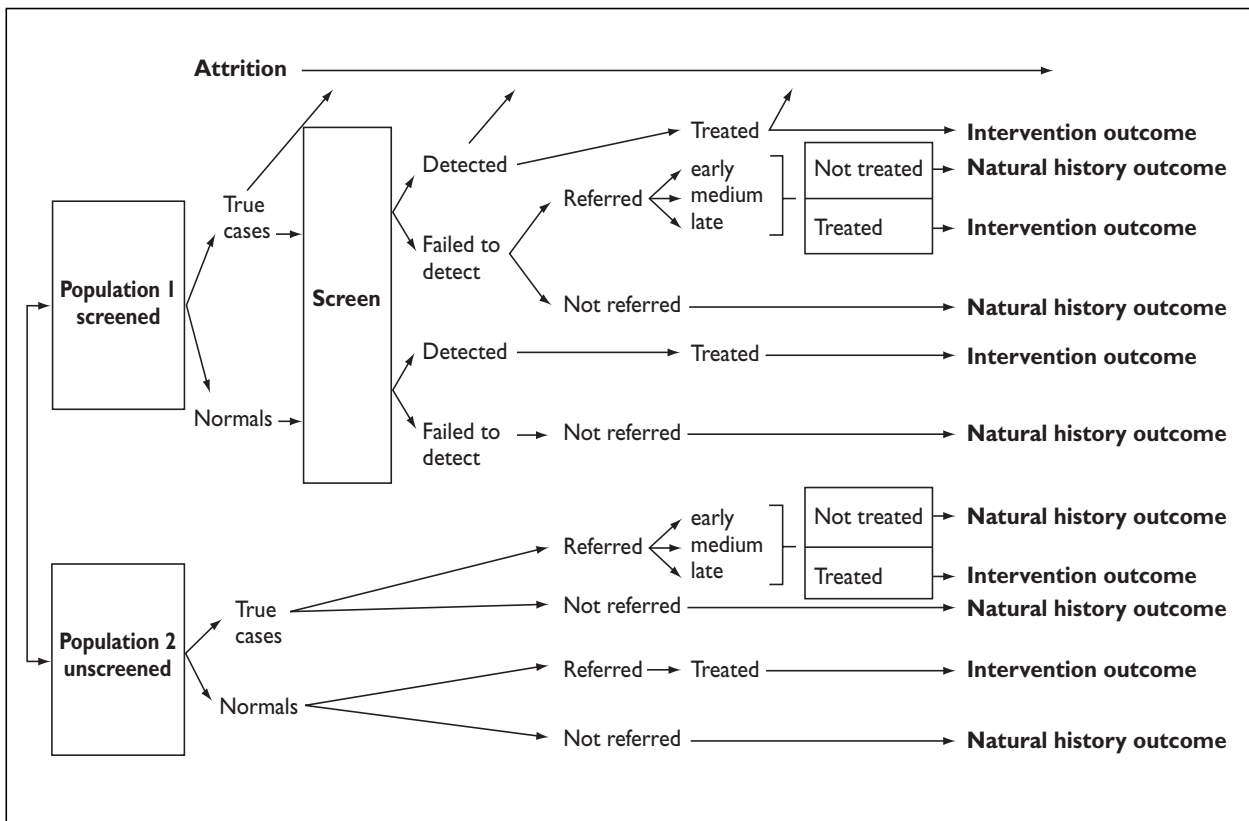 Attrition
Population 1
screened
True
cases
Normals
Screen
Detected
Treated
Intervention outcome
Failed to
detect
Referred
early
medium
late
Not treated
Natural history outcome
Treated
Intervention outcome
Not referred
Natural history outcome
Detected
Treated
Intervention outcome
Failed to
detect
Not referred
Natural history outcome
Population 2
unscreened
True
cases
Referred
early
medium
late
Not treated
Natural history outcome
Treated
Intervention outcome
Not referred
Natural history outcome
Normals
Referred
Treated
Intervention outcome
Not referred
Natural history outcome